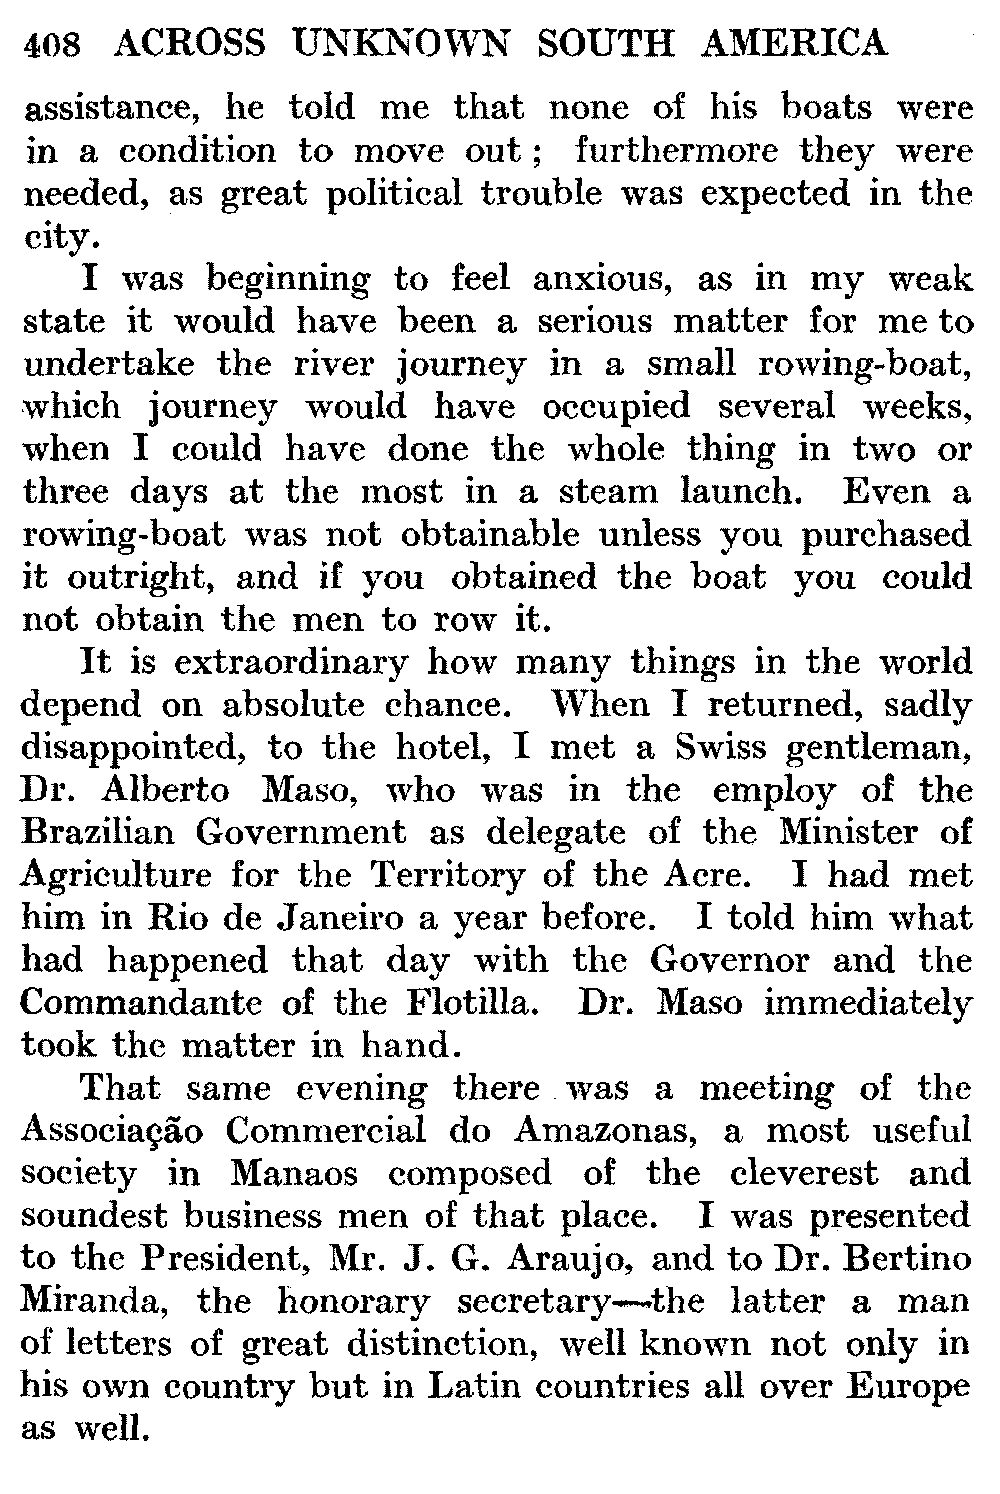 408 ACROSS UNKNOWN SOUTH AMERICA
assistance, he told me that none of his boats were
in a condition to move out ; furthermore they were
needed, as great political trouble was expected in the
city.
I was beginning to feel anxious, as in my weak
state it would have been a serious matter for me to
undertake the river journey in a small rowing-boat,
which journey would have occupied several weeks,
when I could have done the whole thing in two or
three days at the most in a steam launch. Even a
rowing-boat was not obtainable unless you purchased
it outright, and if you obtained the boat you could
not obtain the men to row it.
It is extraordinary how many things in the world
depend on absolute chance. When I returned, sadly
disappointed, to the hotel, I met a Swiss gentleman,
Dr. Alberto Maso, who was in the employ of the
Brazilian Government as delegate of the Minister of
Agriculture for the Territory of the Acre. I had met
him in Rio de Janeiro a year before. I told him what
had happened that day with the Governor and the
Commandante of the Flotilla. Dr. Maso immediately
took the matter in hand.
That same evening there was a meeting of the
Associação Commercial do Amazonas, a most useful
society in Manaos composed of the cleverest and
soundest business men of that place. I was presented
to the President, Mr. J. G. Araujo, and to Dr. Bertino
Miranda, the honorary secretary—the latter a man
of letters of great distinction, well known not only in
his own country but in Latin countries all over Europe
as well.